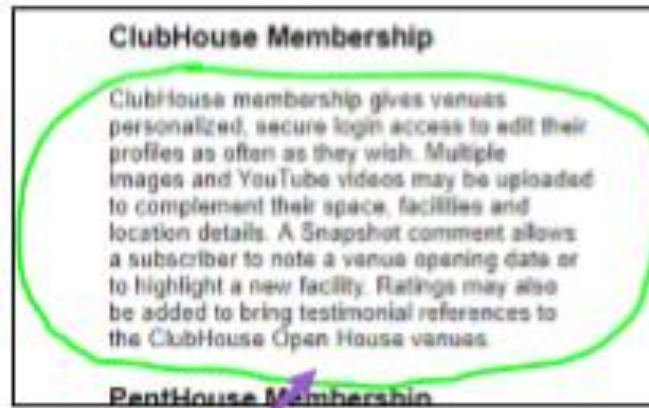 ClubHouse Membership
ClubHouse membership gives venues
personalized, secure login access to edit their
profiles as often as they wish. Multiple
images and YouTube videos may be uploaded
to complement their space, facilities and
location details. A Snapshot comment allows
a subscriber to note a venue opening date or
to highlight a new facility. Ratings may also
be added to bring testimonial references to
the ClubHouse Open House venues.
PentHouse Membership